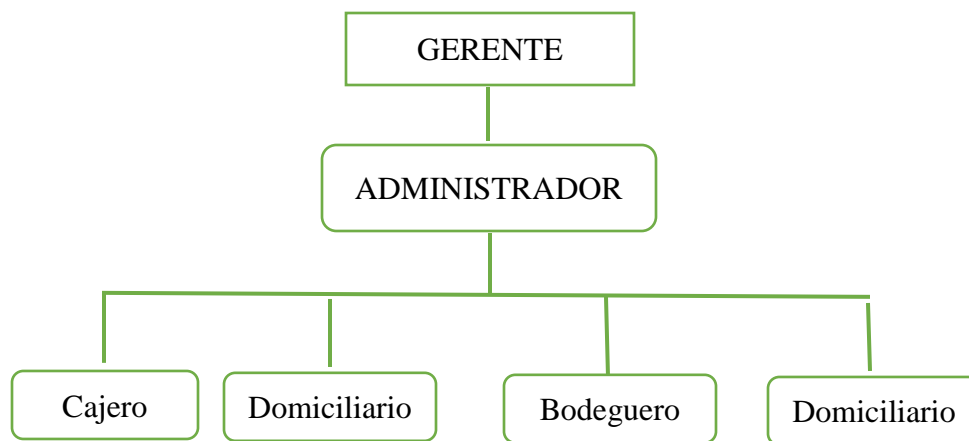 GERENTE
ADMINISTRADOR
Cajero
Domiciliario
Bodeguero
Domiciliario